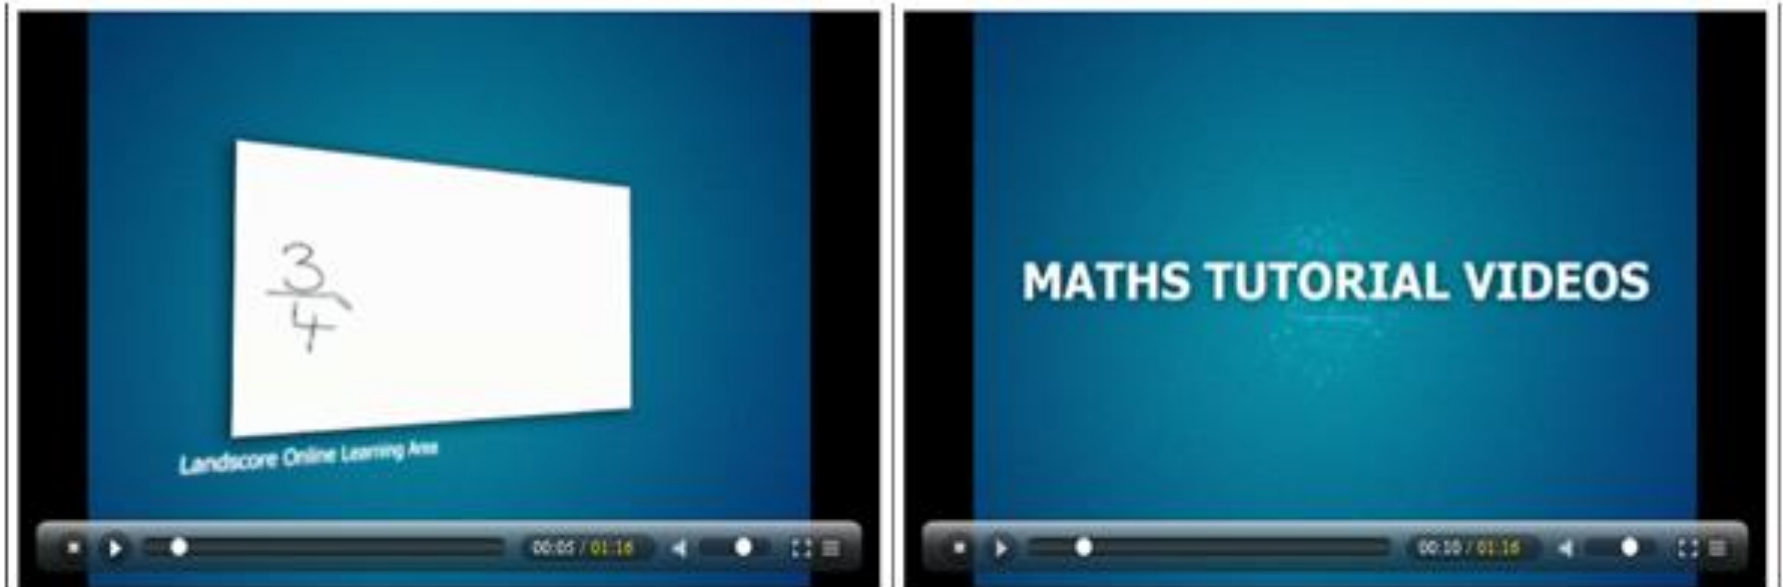 3
4
Landscore Online Learning Area
00:05 / 01:16
MATHS TUTORIAL VIDEOS
00:10 / 01:16